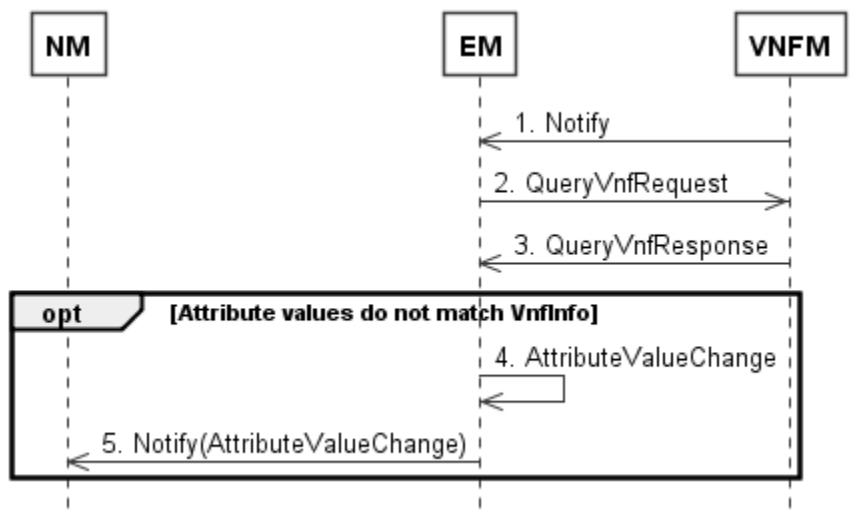 NM EM VNFM
1. Notify
2. QueryVnfRequest
3. QueryVnfResponse
opt [Attribute values do not match VnfInfo]
4. AttributeValueChange
5. Notify(AttributeValueChange)